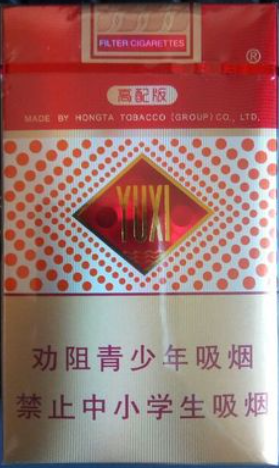 FILTER CIGARETTES
®
高配版
MADE BY HONGTA TOBACCO (GROUP) CO., LTD.
YUXI
劝阻青少年吸烟
禁止中小学生吸烟